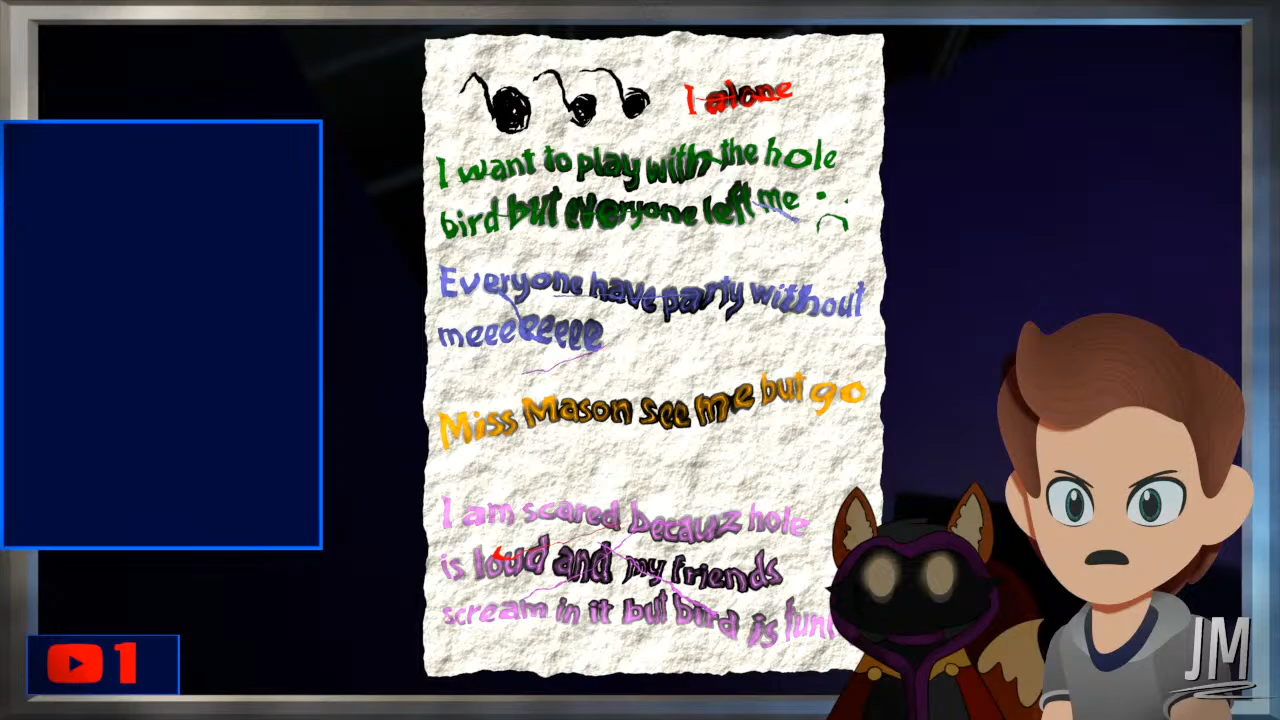 I alone
I want to play with the hole
bird but everyone left me
Everyone have party without
meeeeeeee
Miss Mason see me but go
I am scared becauz hole
is loud and my friends
scream in it but bird is
1
JM